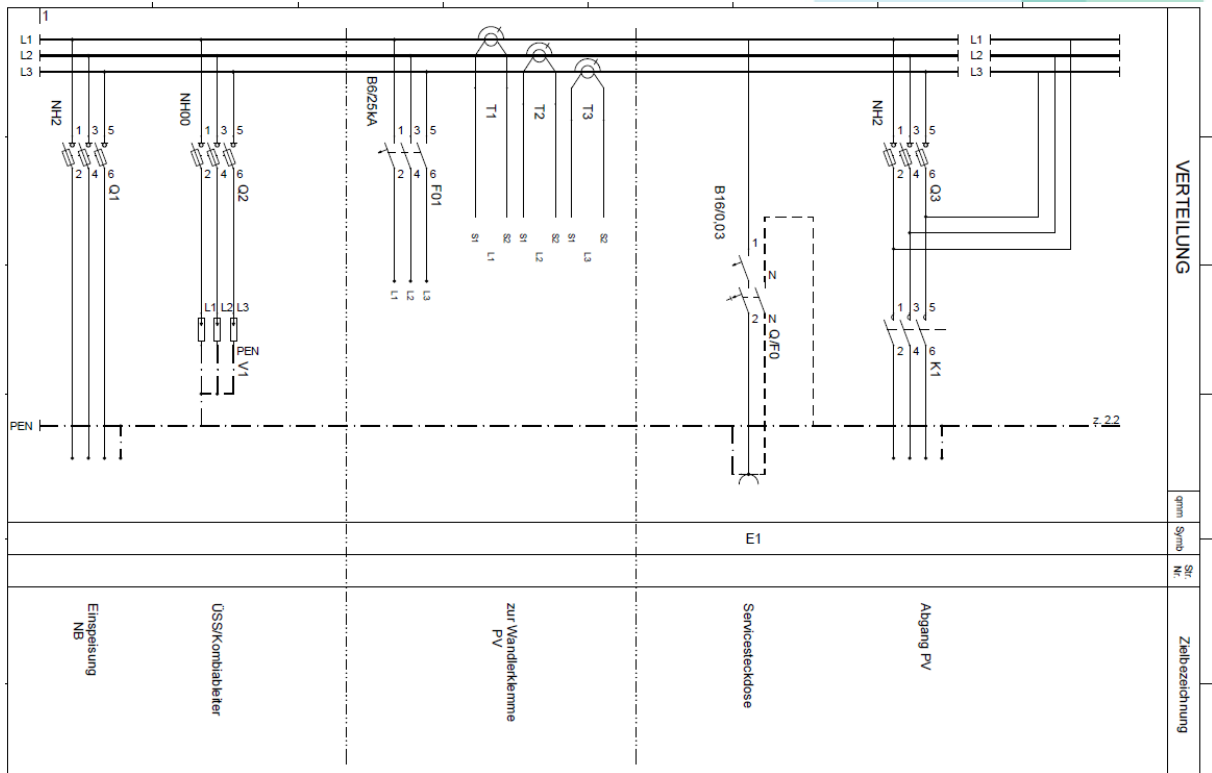 1
L1
L2
L3
L1
L2
L3
NH2
1 3 5
2 4 6
Q1
NH00
1 3 5
2 4 6
Q2
L1 L2 L3
PEN
V1
B6/25kA
1 3 5
2 4 6
F01
L1 L2 L3
T1
T2
T3
S1 S2
L1
S1 S2
L2
S1 S2
L3
B16/0,03
1
N
2 N
Q/F0
NH2
1 3 5
2 4 6
Q3
1 3 5
2 4 6
K1
PEN
z. 2.2
VERTEILUNG
qmm
E1
Symb
Str.
Nr.
Einspeisung
NB
ÜSS/Kombiableiter
zur Wandlerklemme
PV
Servicesteckdose
Abgang PV
Zielbezeichnung